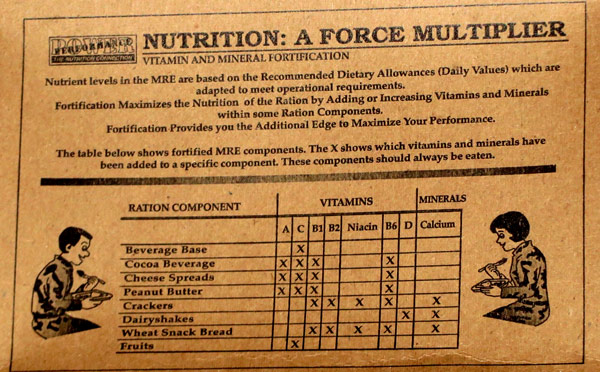 POWER
PERFORMANCE
THE NUTRITION CONNECTION
NUTRITION: A FORCE MULTIPLIER
VITAMIN AND MINERAL FORTIFICATION
Nutrient levels in the MRE are based on the Recommended Dietary Allowances (Daily Values) which are
adapted to meet operational requirements.
Fortification Maximizes the Nutrition of the Ration by Adding or Increasing Vitamins and Minerals
within some Ration Components.
Fortification Provides you the Additional Edge to Maximize Your Performance.
The table below shows fortified MRE components. The X shows which vitamins and minerals have
been added to a specific component. These components should always be eaten.
RATION COMPONENT VITAMINS MINERALS
A C B1 B2 Niacin B6 D Calcium
Beverage Base X
Cocoa Beverage X X X X
Cheese Spreads X X X X
Peanut Butter X X X X
Crackers X X X X X
Dairyshakes X X
Wheat Snack Bread X X X X X
Fruits X